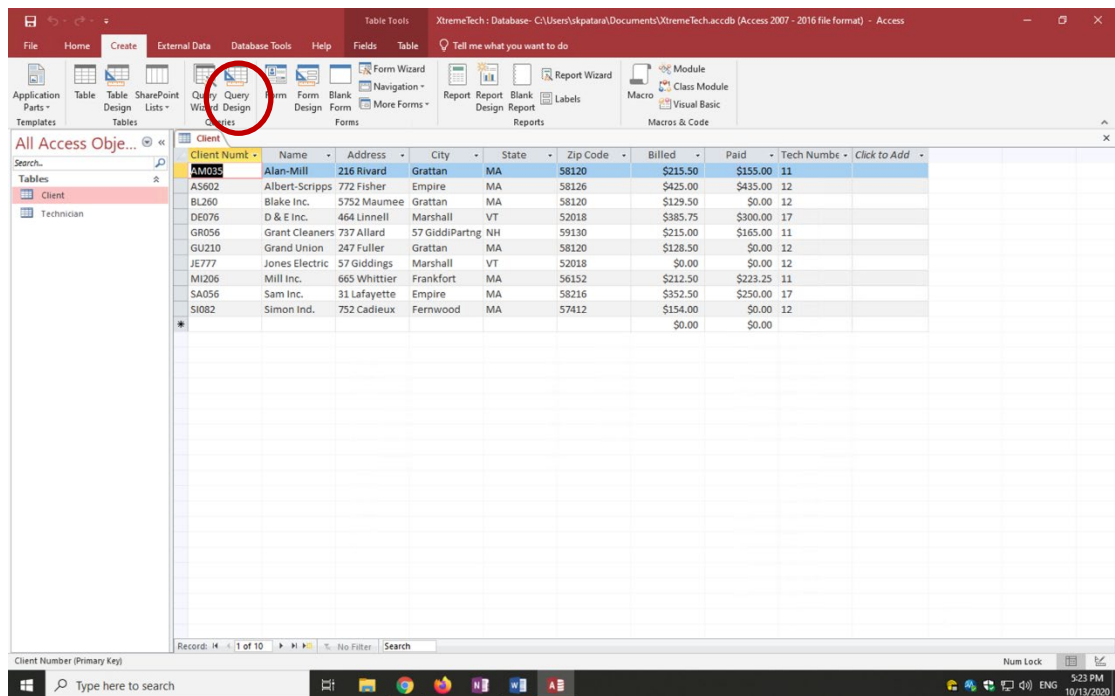 Table Tools XtremeTech : Database- C:\Users\skpatara\Documents\XtremeTech.accdb (Access 2007 - 2016 file format) - Access
File Home Create External Data Database Tools Help Fields Table Tell me what you want to do
Application Parts Table Table Design SharePoint Lists Query Wizard Query Design Form Form Design Blank Form Form Wizard Navigation More Forms Report Report Design Blank Report Report Wizard Labels Macro Module Class Module Visual Basic
Templates Tables Queries Forms Reports Macros & Code
All Access Obje... «
Search..
Tables
Client
Technician
Client
Client Numb Name Address City State Zip Code Billed Paid Tech Numbe Click to Add
AM035 Alan-Mill 216 Rivard Grattan MA 58120 $215.50 $155.00 11
AS602 Albert-Scripps 772 Fisher Empire MA 58126 $425.00 $435.00 12
BL260 Blake Inc. 5752 Maumee Grattan MA 58120 $129.50 $0.00 12
DE076 D & E Inc. 464 Linnell Marshall VT 52018 $385.75 $300.00 17
GR056 Grant Cleaners 737 Allard 57 GiddiPartng NH 59130 $215.00 $165.00 11
GU210 Grand Union 247 Fuller Grattan MA 58120 $128.50 $0.00 12
JE777 Jones Electric 57 Giddings Marshall VT 52018 $0.00 $0.00 12
MI206 Mill Inc. 665 Whittier Frankfort MA 56152 $212.50 $223.25 11
SA056 Sam Inc. 31 Lafayette Empire MA 58216 $352.50 $250.00 17
SI082 Simon Ind. 752 Cadieux Fernwood MA 57412 $154.00 $0.00 12
* $0.00 $0.00
Record: 1 of 10 No Filter Search
Client Number (Primary Key) Num Lock
Type here to search ENG 5:23 PM
10/13/2020